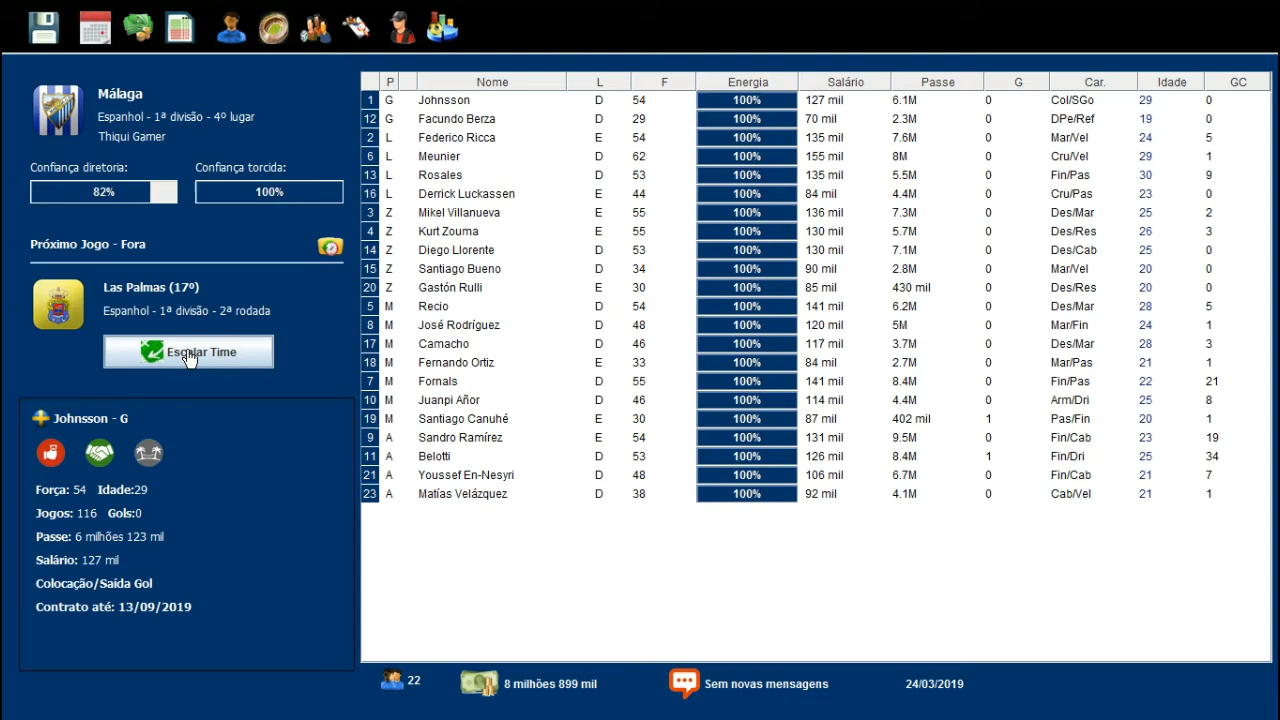 Málaga
Espanhol - 1ª divisão - 4º lugar
Thiqui Gamer
Confiança diretoria:
Confiança torcida:
82%
100%
Próximo Jogo - Fora
Las Palmas (17º)
Espanhol - 1ª divisão - 2ª rodada
Escalar Time
Johnsson - G
Força: 54 Idade:29
Jogos: 116 Gols:0
Passe: 6 milhões 123 mil
Salário: 127 mil
Colocação/Saída Gol
Contrato até: 13/09/2019
P Nome L F Energia Salário Passe G Car. Idade GC
1 G Johnsson D 54 100% 127 mil 6.1M 0 Col/SGo 29 0
12 G Facundo Berza D 29 100% 70 mil 2.3M 0 DPe/Ref 19 0
2 L Federico Ricca E 54 100% 135 mil 7.6M 0 Mar/Vel 24 5
6 L Meunier D 62 100% 155 mil 8M 0 Cru/Vel 29 1
13 L Rosales D 53 100% 135 mil 5.5M 0 Fin/Pas 30 9
16 L Derrick Luckassen E 44 100% 84 mil 4.4M 0 Cru/Pas 23 0
3 Z Mikel Villanueva E 55 100% 136 mil 7.3M 0 Des/Mar 25 2
4 Z Kurt Zouma E 55 100% 130 mil 5.7M 0 Des/Res 26 3
14 Z Diego Llorente D 53 100% 130 mil 7.1M 0 Des/Cab 25 0
15 Z Santiago Bueno D 34 100% 90 mil 2.8M 0 Mar/Vel 20 0
20 Z Gastón Rulli E 30 100% 85 mil 430 mil 0 Des/Res 20 0
5 M Recio D 54 100% 141 mil 6.2M 0 Des/Mar 28 5
8 M José Rodríguez D 48 100% 120 mil 5M 0 Mar/Fin 24 1
17 M Camacho D 46 100% 117 mil 3.7M 0 Des/Mar 28 3
18 M Fernando Ortiz E 33 100% 84 mil 2.7M 0 Mar/Pas 21 1
7 M Fornals D 55 100% 141 mil 8.4M 0 Fin/Pas 22 21
10 M Juanpi Añor D 46 100% 114 mil 4.4M 0 Arm/Dri 25 8
19 M Santiago Canuhé E 30 100% 87 mil 402 mil 1 Pas/Fin 20 1
9 A Sandro Ramírez E 54 100% 131 mil 9.5M 0 Fin/Cab 23 19
11 A Belotti D 53 100% 126 mil 8.4M 1 Fin/Dri 25 34
21 A Youssef En-Nesyri D 48 100% 106 mil 6.7M 0 Fin/Cab 21 7
23 A Matías Velázquez D 38 100% 92 mil 4.1M 0 Cab/Vel 21 1
22
8 milhões 899 mil
Sem novas mensagens
24/03/2019